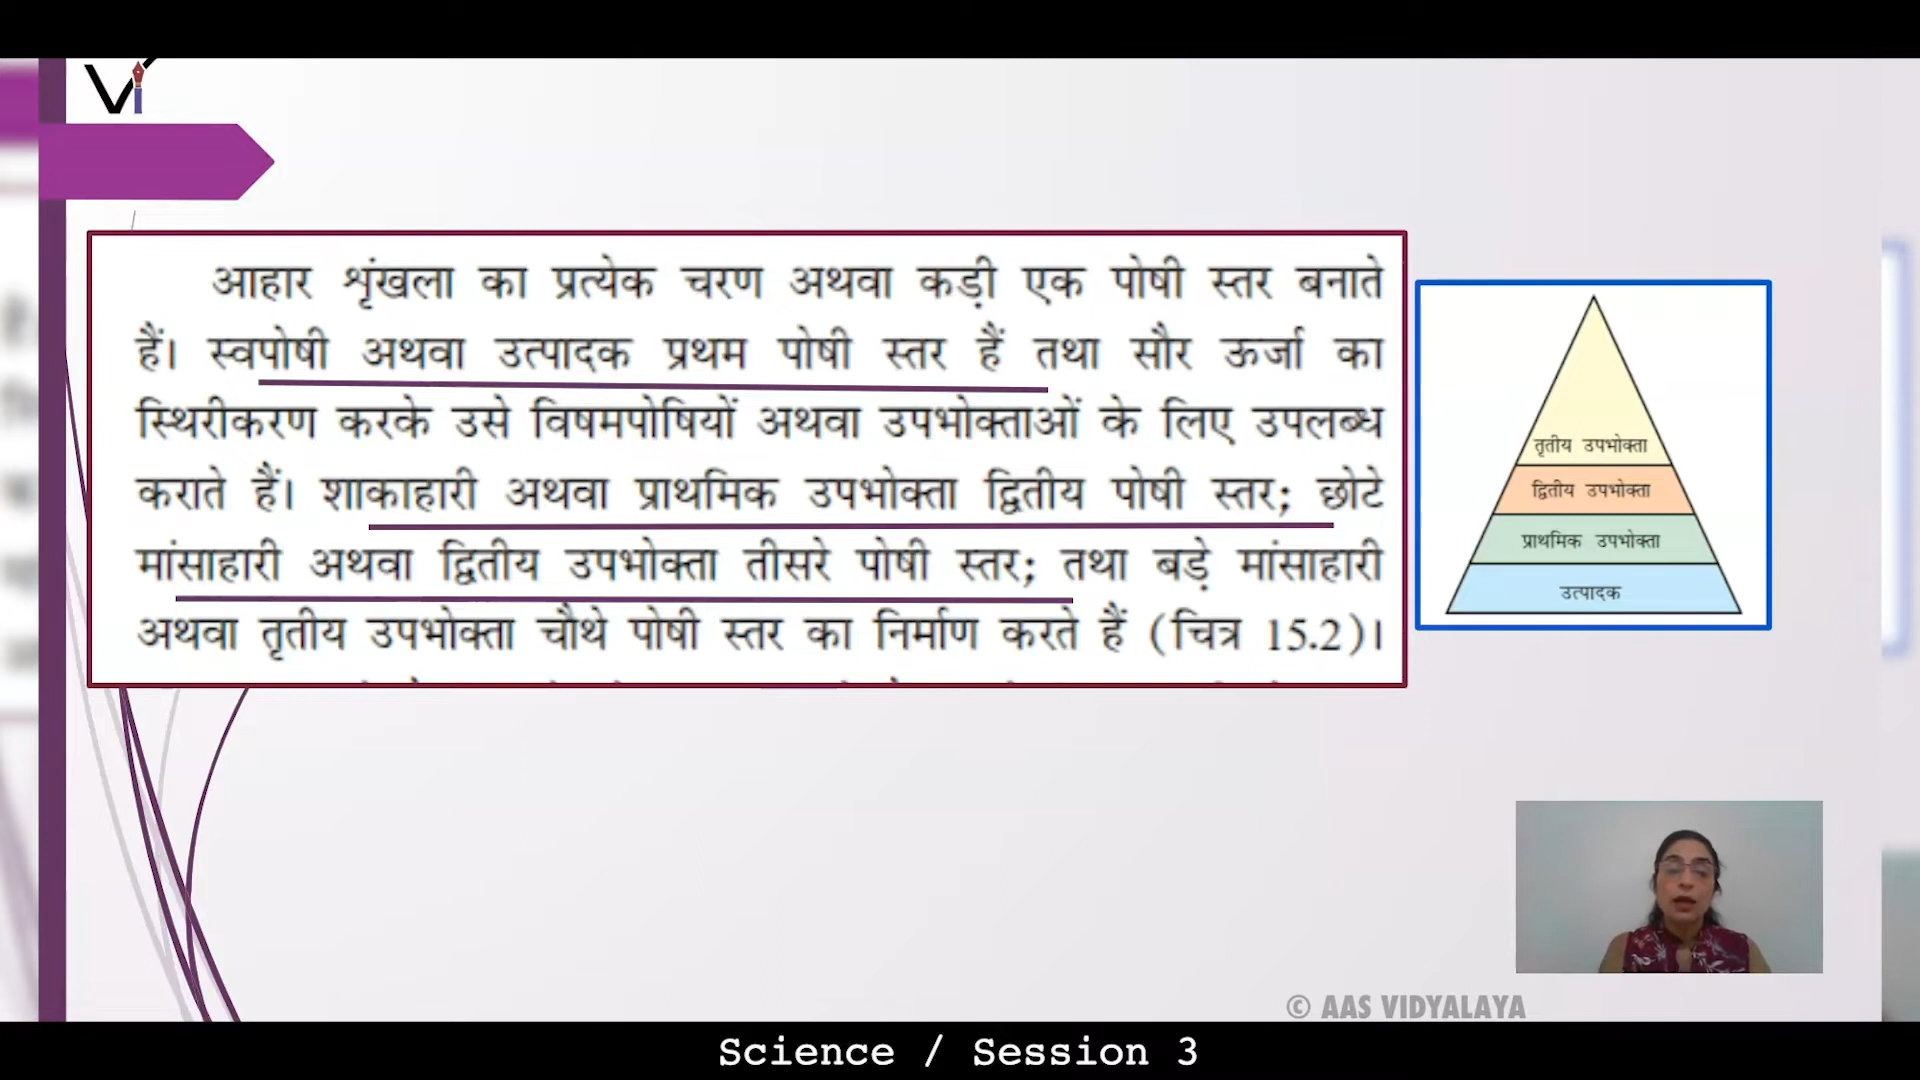 Vi
आहार शृंखला का प्रत्येक चरण अथवा कड़ी एक पोषी स्तर बनाते
हैं। स्वपोषी अथवा उत्पादक प्रथम पोषी स्तर हैं तथा सौर ऊर्जा का
स्थिरीकरण करके उसे विषमपोषियों अथवा उपभोक्ताओं के लिए उपलब्ध
कराते हैं। शाकाहारी अथवा प्राथमिक उपभोक्ता द्वितीय पोषी स्तर; छोटे
मांसाहारी अथवा द्वितीय उपभोक्ता तीसरे पोषी स्तर; तथा बड़े मांसाहारी
अथवा तृतीय उपभोक्ता चौथे पोषी स्तर का निर्माण करते हैं (चित्र 15.2)।
तृतीय उपभोक्ता
द्वितीय उपभोक्ता
प्राथमिक उपभोक्ता
उत्पादक
© AAS VIDYALAYA
Science / Session 3